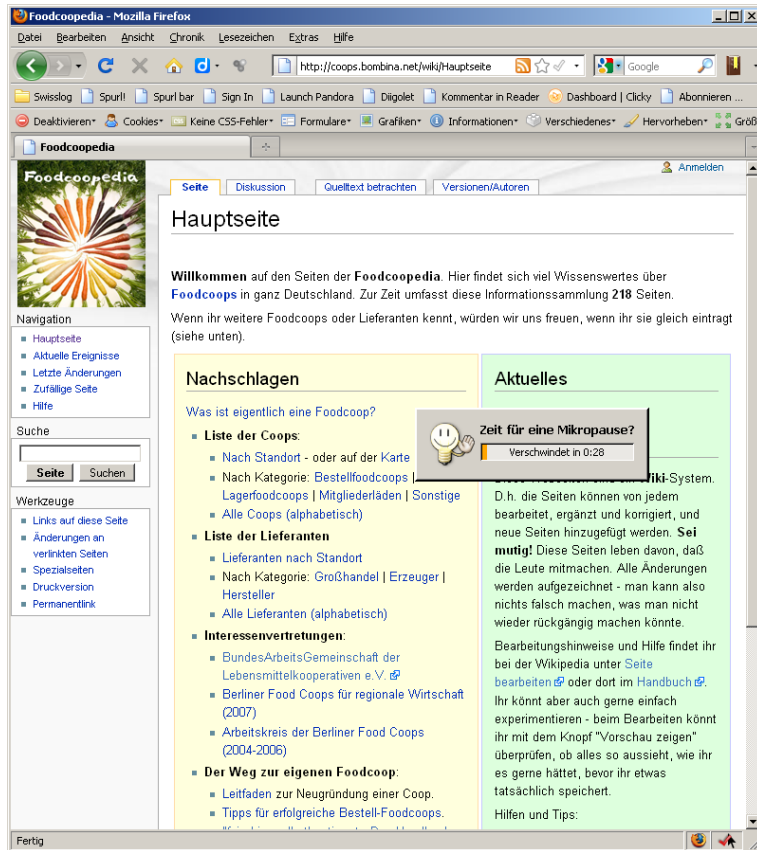 Foodcoopedia - Mozilla Firefox
Datei Bearbeiten Ansicht Chronik Lesezeichen Extras Hilfe
http://coops.bombina.net/wiki/Hauptseite
Google
Swisslog Spurl! Spurl bar Sign In Launch Pandora Diigolet Kommentar in Reader Dashboard | Clicky Abonnieren ...
Deaktivieren Cookies Keine CSS-Fehler Formulare Grafiken Informationen Verschiedenes Hervorheben Größ
Foodcoopedia
Anmelden
Foodcoopedia
Seite Diskussion Quelltext betrachten Versionen/Autoren
Hauptseite
Willkommen auf den Seiten der Foodcoopedia. Hier findet sich viel Wissenswertes über
Foodcoops in ganz Deutschland. Zur Zeit umfasst diese Informationssammlung 218 Seiten.
Wenn ihr weitere Foodcoops oder Lieferanten kennt, würden wir uns freuen, wenn ihr sie gleich eintragt
(siehe unten).
Navigation
Hauptseite
Aktuelle Ereignisse
Letzte Änderungen
Zufällige Seite
Hilfe
Suche
Seite Suchen
Werkzeuge
Links auf diese Seite
Änderungen an
verlinkten Seiten
Spezialseiten
Druckversion
Permanentlink
Nachschlagen
Was ist eigentlich eine Foodcoop?
Liste der Coops:
Nach Standort - oder auf der Karte
Nach Kategorie: Bestellfoodcoops |
Lagerfoodcoops | Mitgliederläden | Sonstige
Alle Coops (alphabetisch)
Liste der Lieferanten
Lieferanten nach Standort
Nach Kategorie: Großhandel | Erzeuger |
Hersteller
Alle Lieferanten (alphabetisch)
Interessenvertretungen:
BundesArbeitsGemeinschaft der
Lebensmittelkooperativen e.V.
Berliner Food Coops für regionale Wirtschaft
(2007)
Arbeitskreis der Berliner Food Coops
(2004-2006)
Der Weg zur eigenen Foodcoop:
Leitfaden zur Neugründung einer Coop.
Tipps für erfolgreiche Bestell-Foodcoops.
Aktuelles
Zeit für eine Mikropause?
Verschwindet in 0:28
Wiki-System.
D.h. die Seiten können von jedem
bearbeitet, ergänzt und korrigiert, und
neue Seiten hinzugefügt werden. Sei
mutig! Diese Seiten leben davon, daß
die Leute mitmachen. Alle Änderungen
werden aufgezeichnet - man kann also
nichts falsch machen, was man nicht
wieder rückgängig machen könnte.
Bearbeitungshinweise und Hilfe findet ihr
bei der Wikipedia unter Seite
bearbeiten oder dort im Handbuch.
Ihr könnt aber auch gerne einfach
experimentieren - beim Bearbeiten könnt
ihr mit dem Knopf "Vorschau zeigen"
überprüfen, ob alles so aussieht, wie ihr
es gerne hättet, bevor ihr etwas
tatsächlich speichert.
Hilfen und Tips:
Fertig